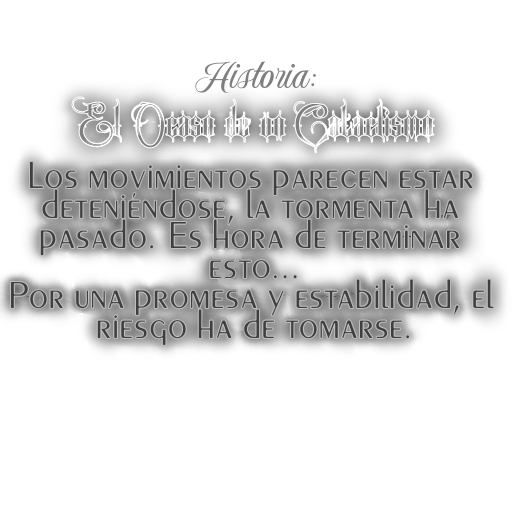 Historia:
El Ocaso de un Cataclismo
Los movimientos parecen estar
deteniéndose, la tormenta ha
pasado. Es hora de terminar
esto...
Por una promesa y estabilidad, el
riesgo ha de tomarse.